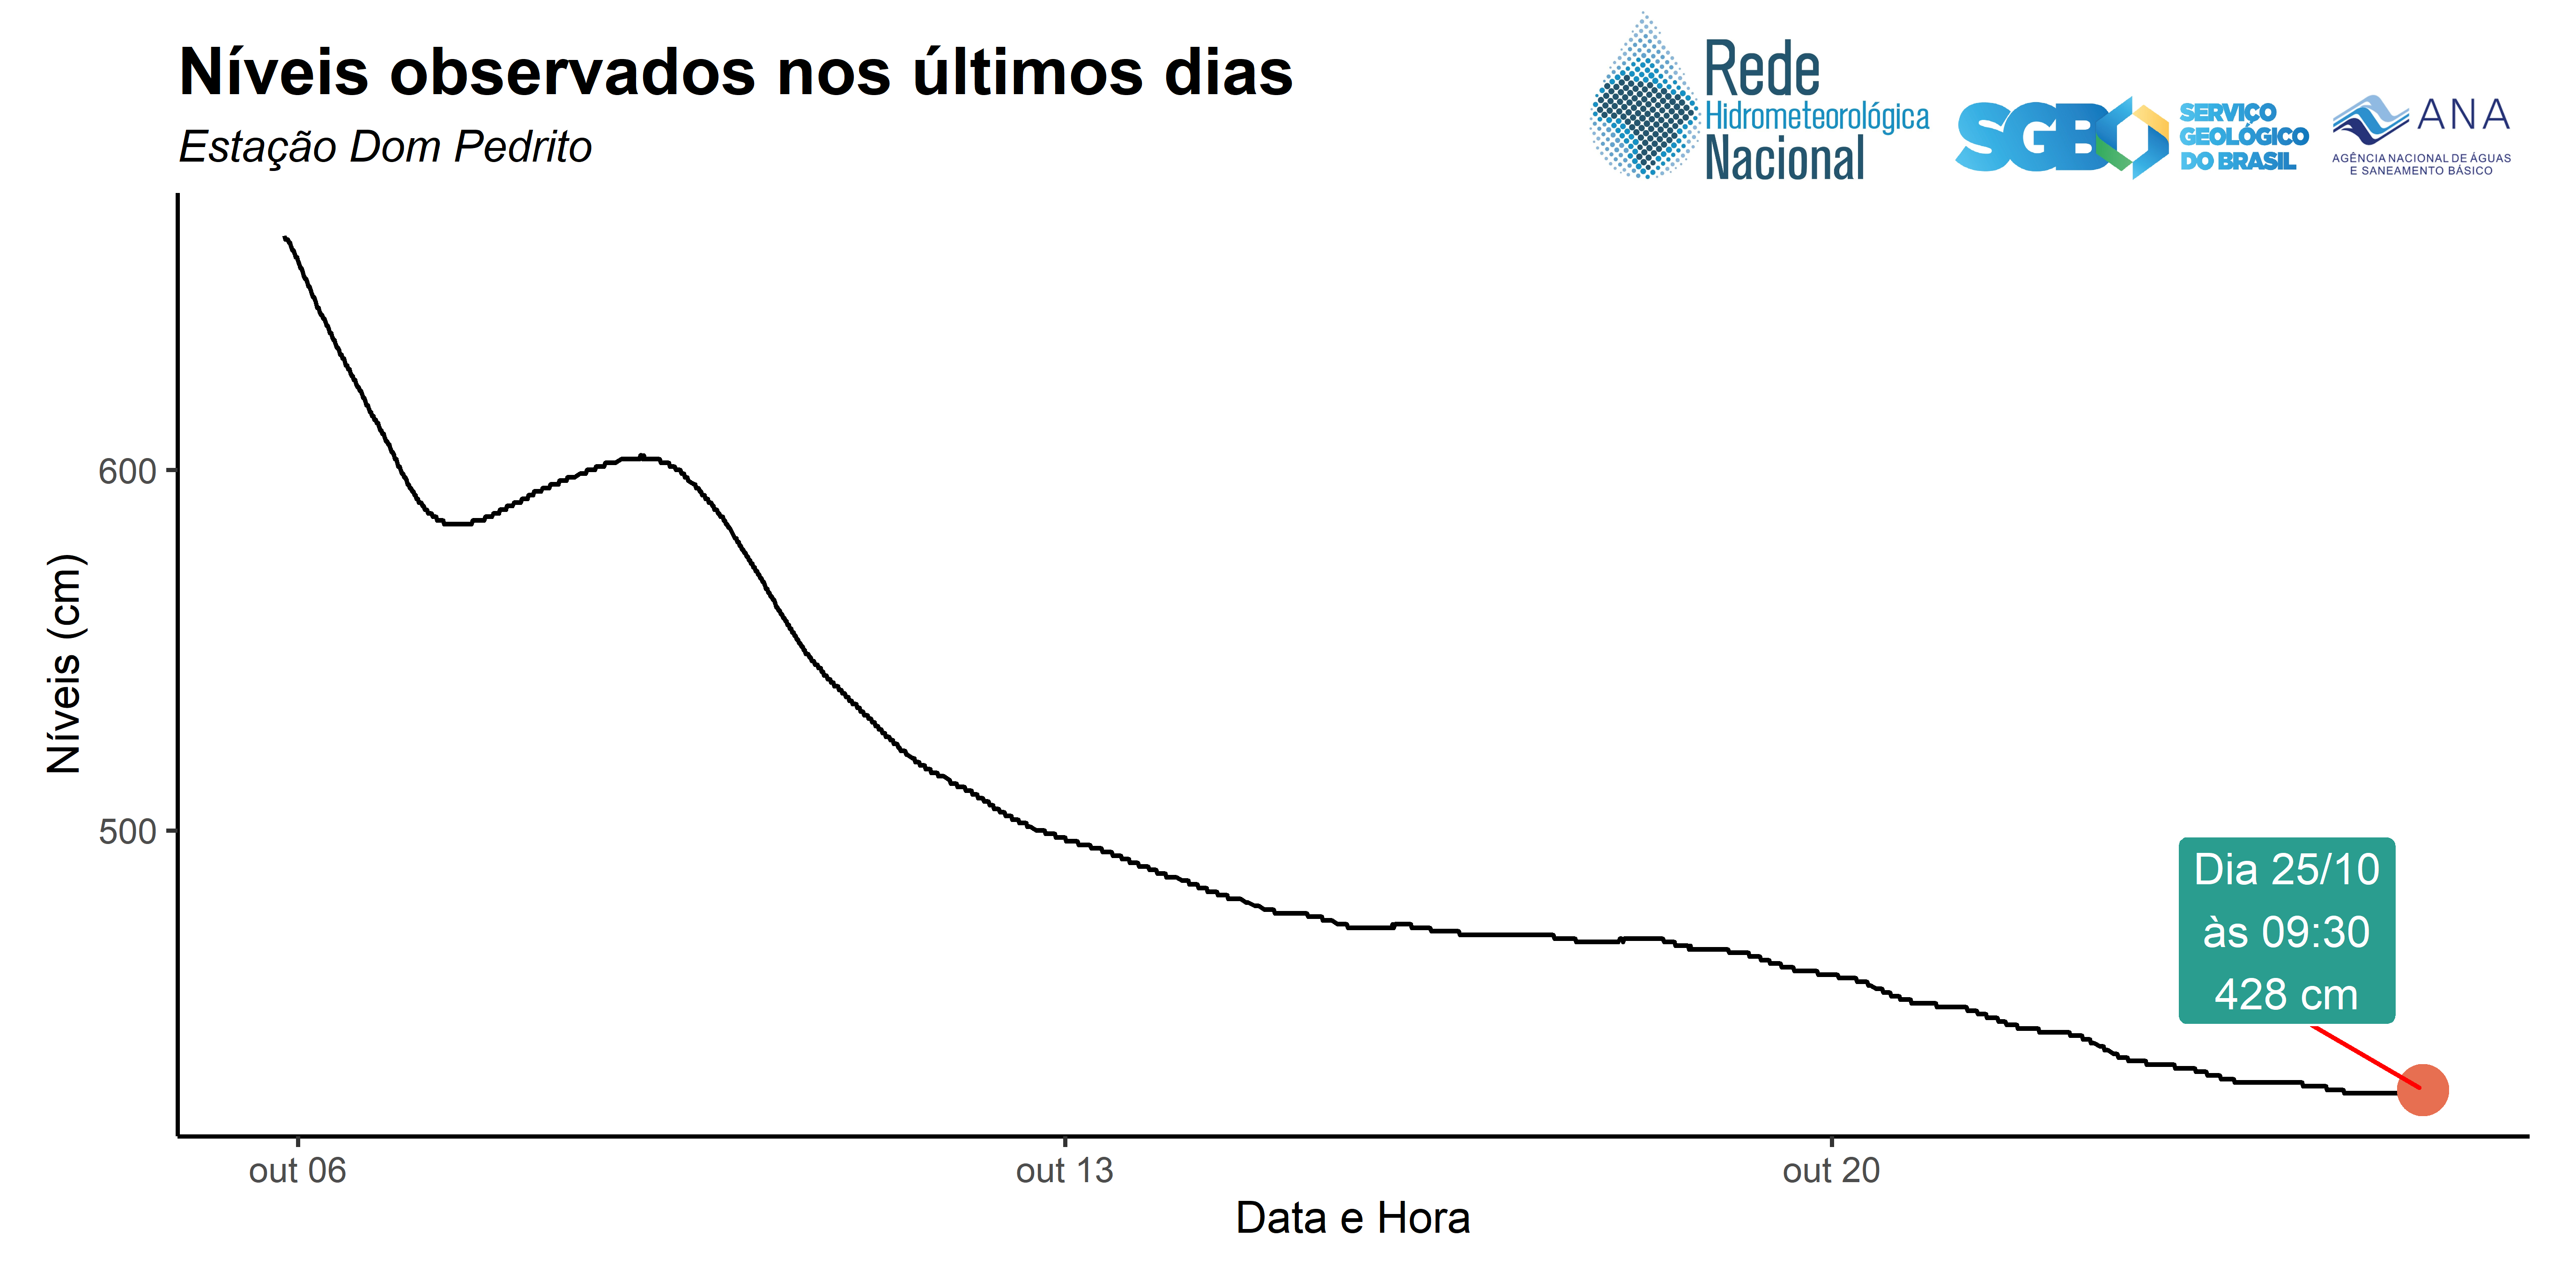 Níveis observados nos últimos dias
Estação Dom Pedrito
Rede
Hidrometeorológica
Nacional
SGB
SERVIÇO
GEOLÓGICO
DO BRASIL
ANA
AGÊNCIA NACIONAL DE ÁGUAS
E SANEAMENTO BÁSICO
Níveis (cm)
600
500
Dia 25/10
às 09:30
428 cm
out 06
out 13
out 20
Data e Hora